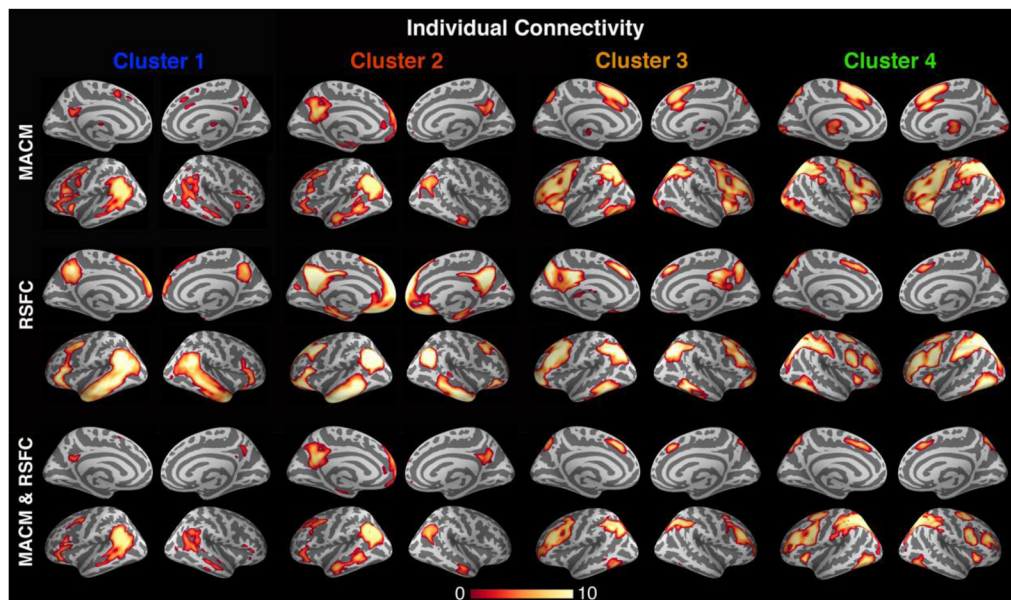 Individual Connectivity
Cluster 1 Cluster 2 Cluster 3 Cluster 4
MACM
RSFC
MACM & RSFC
0 10